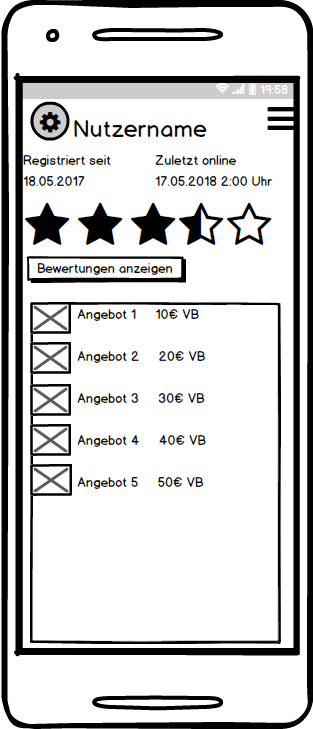 19:58
Nutzername
Registriert seit Zuletzt online
18.05.2017 17.05.2018 2:00 Uhr
Bewertungen anzeigen
Angebot 1 10€ VB
Angebot 2 20€ VB
Angebot 3 30€ VB
Angebot 4 40€ VB
Angebot 5 50€ VB